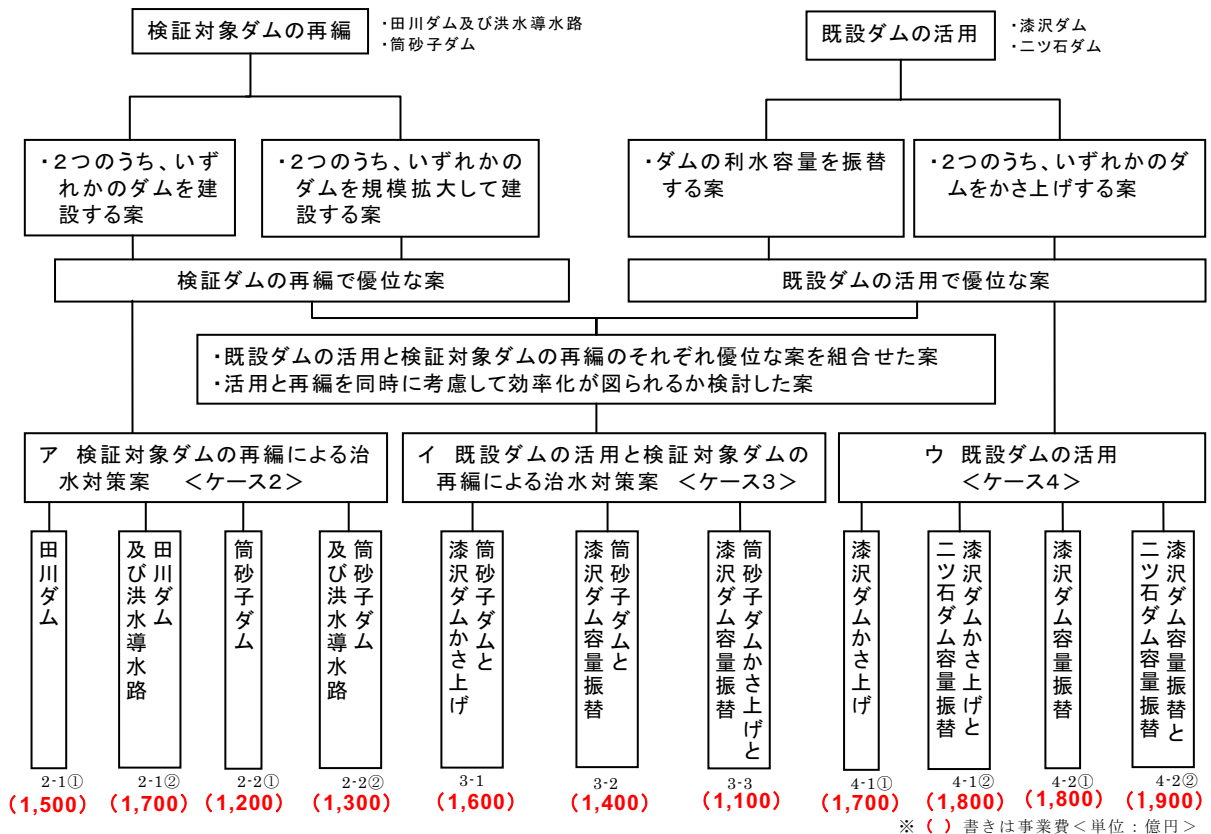 検証対象ダムの再編
・田川ダム及び洪水導水路
・筒砂子ダム
既設ダムの活用
・漆沢ダム
・二ツ石ダム
・2つのうち、いず
れかのダムを建
設する案
・2つのうち、いずれかの
ダムを規模拡大して建
設する案
・ダムの利水容量を振替
する案
・2つのうち、いずれかのダ
ムをかさ上げする案
検証ダムの再編で優位な案
既設ダムの活用で優位な案
・既設ダムの活用と検証対象ダムの再編のそれぞれ優位な案を組合せた案
・活用と再編を同時に考慮して効率化が図られるか検討した案
ア 検証対象ダムの再編による治
水対策案 <ケース2>
イ 既設ダムの活用と検証対象ダムの
再編による治水対策案 <ケース3>
ウ 既設ダムの活用
<ケース4>
田川ダム
田川ダム
及び洪水導水路
筒砂子ダム
筒砂子ダム
及び洪水導水路
筒砂子ダムと
漆沢ダムかさ上げ
筒砂子ダムと
漆沢ダム容量振替
筒砂子ダムかさ上げと
漆沢ダム容量振替
漆沢ダムかさ上げ
漆沢ダムかさ上げと
二ツ石ダム容量振替
漆沢ダム容量振替
漆沢ダム容量振替と
二ツ石ダム容量振替
2-1①
2-1②
2-2①
2-2②
3-1
3-2
3-3
4-1①
4-1②
4-2①
4-2②
(1,500)
(1,700)
(1,200)
(1,300)
(1,600)
(1,400)
(1,100)
(1,700)
(1,800)
(1,800)
(1,900)
※ ( ) 書きは事業費<単位:億円>